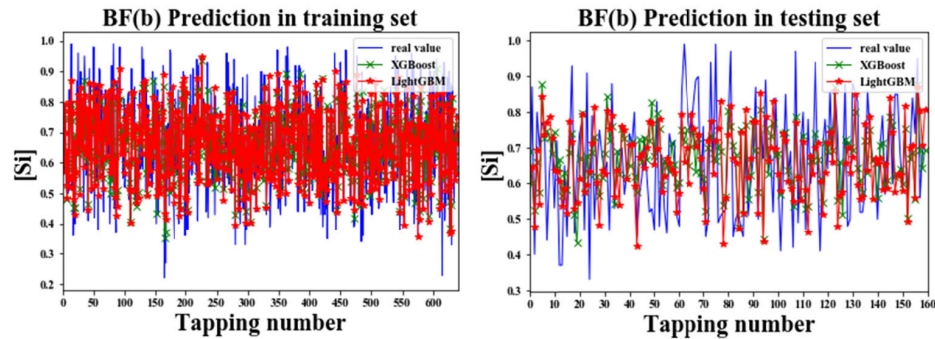 BF(b) Prediction in training set
1.0
0.9
0.8
0.7
0.6
0.5
0.4
0.3
0.2
[Si]
real value
XGBoost
LightGBM
0 50 100 150 200 250 300 350 400 450 500 550 600
Tapping number
BF(b) Prediction in testing set
1.0
0.9
0.8
0.7
0.6
0.5
0.4
0.3
[Si]
real value
XGBoost
LightGBM
0 10 20 30 40 50 60 70 80 90 100 110 120 130 140 150 160
Tapping number